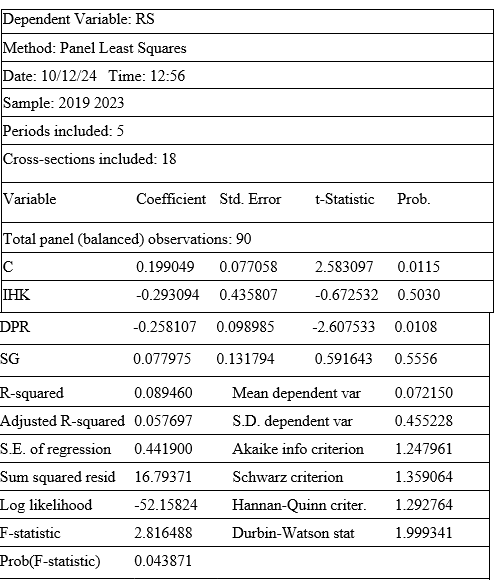 Dependent Variable: RS
Method: Panel Least Squares
Date: 10/12/24 Time: 12:56
Sample: 2019 2023
Periods included: 5
Cross-sections included: 18
Variable Coefficient Std. Error t-Statistic Prob.
Total panel (balanced) observations: 90
C 0.199049 0.077058 2.583097 0.0115
IHK -0.293094 0.435807 -0.672532 0.5030
DPR -0.258107 0.098985 -2.607533 0.0108
SG 0.077975 0.131794 0.591643 0.5556
R-squared 0.089460 Mean dependent var 0.072150
Adjusted R-squared 0.057697 S.D. dependent var 0.455228
S.E. of regression 0.441900 Akaike info criterion 1.247961
Sum squared resid 16.79371 Schwarz criterion 1.359064
Log likelihood -52.15824 Hannan-Quinn criter. 1.292764
F-statistic 2.816488 Durbin-Watson stat 1.999341
Prob(F-statistic) 0.043871